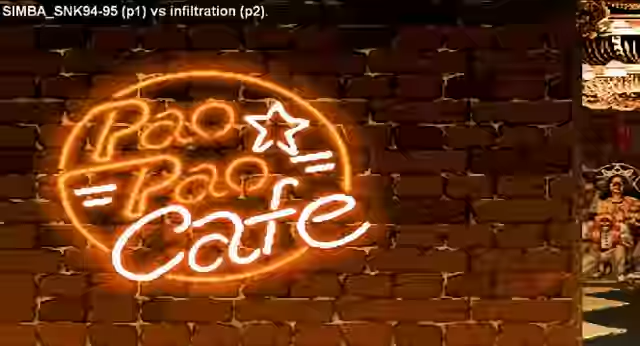 SIMBA_SNK94-95 (p1) vs infiltration (p2).
Pao
Pao
Cafe